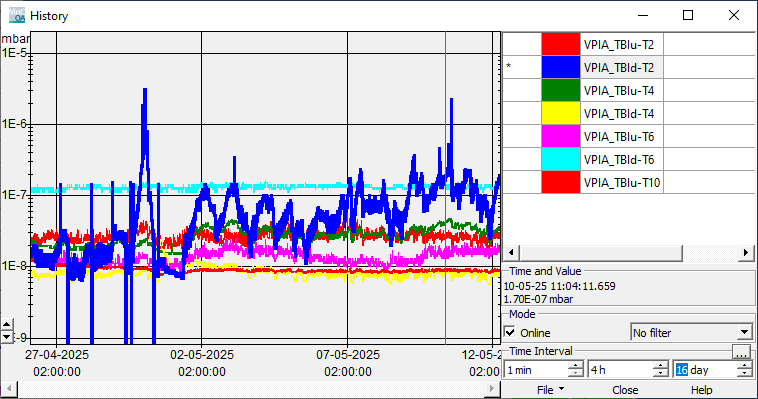 WinCC
OA
History
mbar
1E-5
1E-6
1E-7
1E-8
E-9
27-04-2025
02:00:00
02-05-2025
02:00:00
07-05-2025
02:00:00
12-05-2
02:00:00
VPIA_TBlu-T2
* VPIA_TBld-T2
VPIA_TBlu-T4
VPIA_TBld-T4
VPIA_TBlu-T6
VPIA_TBld-T6
VPIA_TBlu-T10
Time and Value
10-05-25 11:04:11.659
1.70E-07 mbar
Mode
Online
No filter
Time Interval
...
1 min
4 h
16 day
File
Close
Help